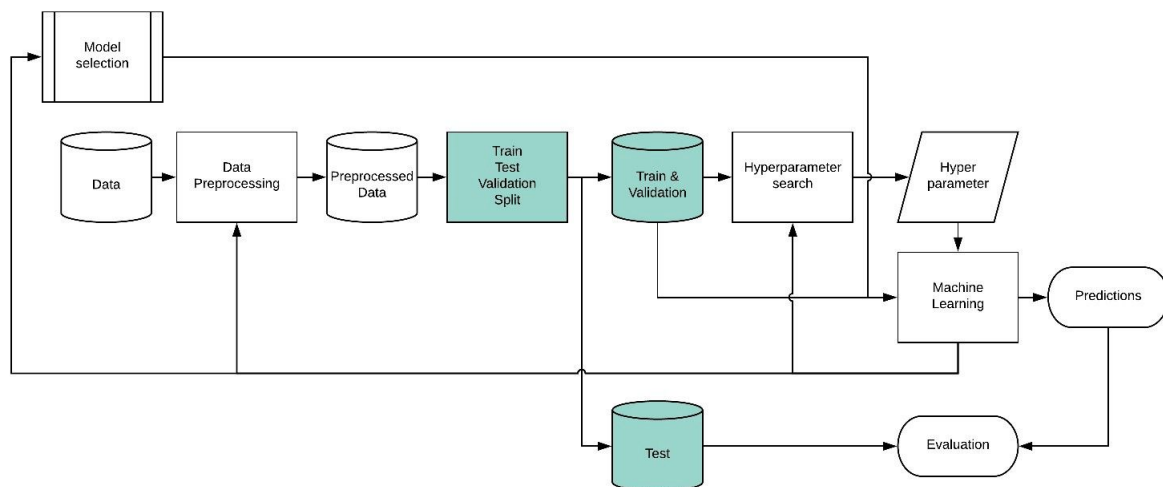 Model
selection
Data
Data
Preprocessing
Preprocessed
Data
Train
Test
Validation
Split
Train &
Validation
Hyperparameter
search
Hyper
parameter
Machine
Learning
Predictions
Test
Evaluation